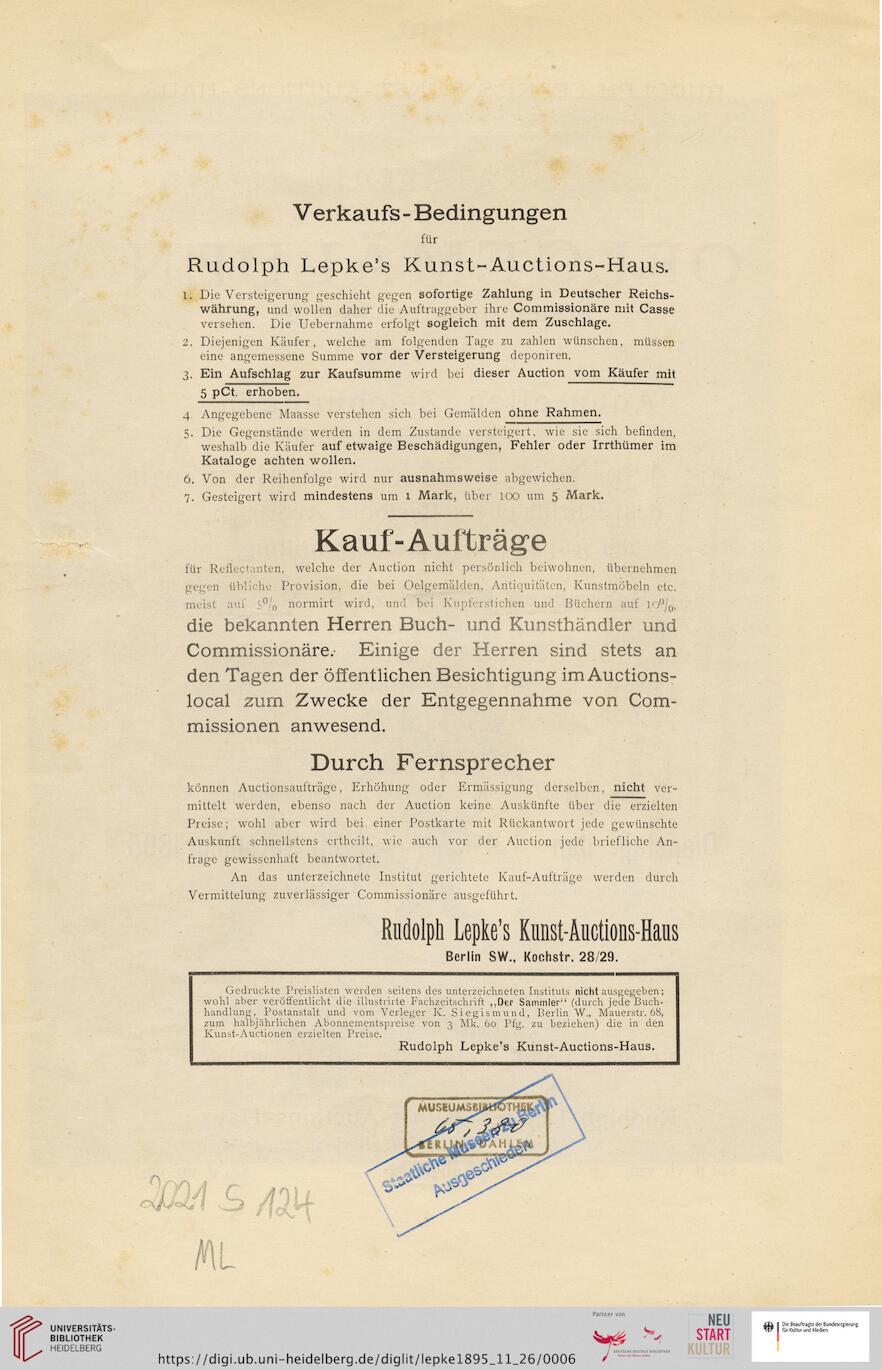 Verkaufs-Bedingungen
für
Rudolph Lepke's Kunst-Auctions-Haus.
1. Die Versteigerung geschieht gegen sofortige Zahlung in Deutscher Reichs-
währung, und wollen daher die Auftraggeber ihre Commissionäre mit Casse
versehen. Die Uebernahme erfolgt sogleich mit dem Zuschlage.
2. Diejenigen Käufer, welche am folgenden Tage zu zahlen wünschen, müssen
eine angemessene Summe vor der Versteigerung deponiren.
3. Ein Aufschlag zur Kaufsumme wird bei dieser Auction vom Käufer mit
5 pCt. erhoben.
4. Angegebene Maasse verstehen sich bei Gemälden ohne Rahmen.
5. Die Gegenstände werden in dem Zustande versteigert, wie sie sich befinden,
weshalb die Käufer auf etwaige Beschädigungen, Fehler oder Irrthümer im
Kataloge achten wollen.
6. Von der Reihenfolge wird nur ausnahmsweise abgewichen.
7. Gesteigert wird mindestens um 1 Mark, über 100 um 5 Mark.
Kauf-Aufträge
für Reflectanten, welche der Auction nicht persönlich beiwohnen, übernehmen
gegen übliche Provision, die bei Oelgemälden, Antiquitäten, Kunstmöbeln etc.
meist auf 5% normirt wird, und bei Kupferstichen und Büchern auf 10%,
die bekannten Herren Buch- und Kunsthändler und
Commissionäre. Einige der Herren sind stets an
den Tagen der öffentlichen Besichtigung im Auctions-
local zum Zwecke der Entgegennahme von Com-
missionen anwesend.
Durch Fernsprecher
können Auctionsaufträge, Erhöhung oder Ermässigung derselben, nicht ver-
mittelt werden, ebenso nach der Auction keine Auskünfte über die erzielten
Preise; wohl aber wird bei einer Postkarte mit Rückantwort jede gewünschte
Auskunft schnellstens ertheilt, wie auch vor der Auction jede briefliche An-
frage gewissenhaft beantwortet.
An das unterzeichnete Institut gerichtete Kauf-Aufträge werden durch
Vermittelung zuverlässiger Commissionäre ausgeführt.
Rudolph Lepke's Kunst-Auctions-Haus
Berlin SW., Kochstr. 28/29.
Gedruckte Preislisten werden seitens des unterzeichneten Instituts nicht ausgegeben;
wohl aber veröffentlicht die illustrirte Fachzeitschrift „Der Sammler" (durch jede Buch-
handlung, Postanstalt und vom Verleger K. Siegismund, Berlin W., Mauerstr. 68,
zum halbjährlichen Abonnementspreise von 3 Mk. 60 Pfg. zu beziehen) die in den
Kunst-Auctionen erzielten Preise.
Rudolph Lepke's Kunst-Auctions-Haus.
MUSEUMSBIBLIOTHEK
65,380
BERLIN-DAHLEM
Staatliche Museen zu Berlin
Ausgeschieden
2021 S 124
ML
UNIVERSITÄTS-
BIBLIOTHEK
HEIDELBERG
https://digi.ub.uni-heidelberg.de/diglit/lepke1895_11_26/0006
Partner von
DEUTSCHE DIGITALE BIBLIOTHEK
NEU
START
KULTUR
Die Beauftragte der Bundesregierung
für Kultur und Medien